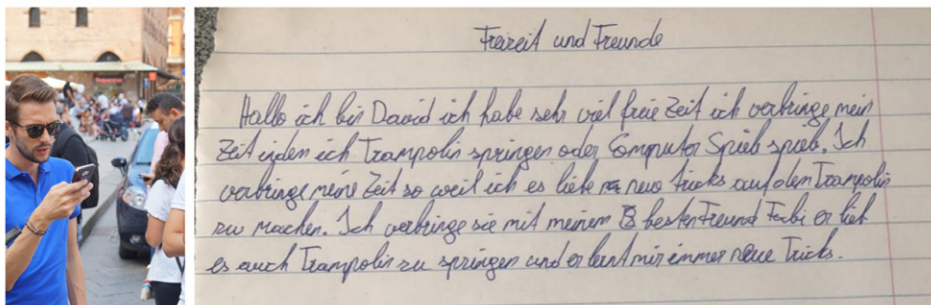 Freizeit und Freunde
Hallo ich bin David ich habe sehr viel freie Zeit ich verbringe mein
Zeit inden ich Trampolin springen oder Computer Spiele spiele. Ich
verbringe meine Zeit so weil ich es liebe neue Tricks auf dem Trampolin
zu machen. Ich verbringe sie mit meinem besten Freund Fabi er lieb
es auch Trampolin zu springen und er lernt mir immer neue Tricks.